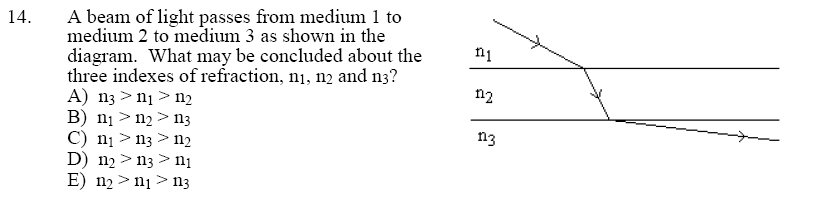 14. A beam of light passes from medium 1 to
medium 2 to medium 3 as shown in the
diagram. What may be concluded about the
three indexes of refraction, n₁, n₂ and n₃?
A) n₃ > n₁ > n₂
B) n₁ > n₂ > n₃
C) n₁ > n₃ > n₂
D) n₂ > n₃ > n₁
E) n₂ > n₁ > n₃
n₁
n₂
n₃